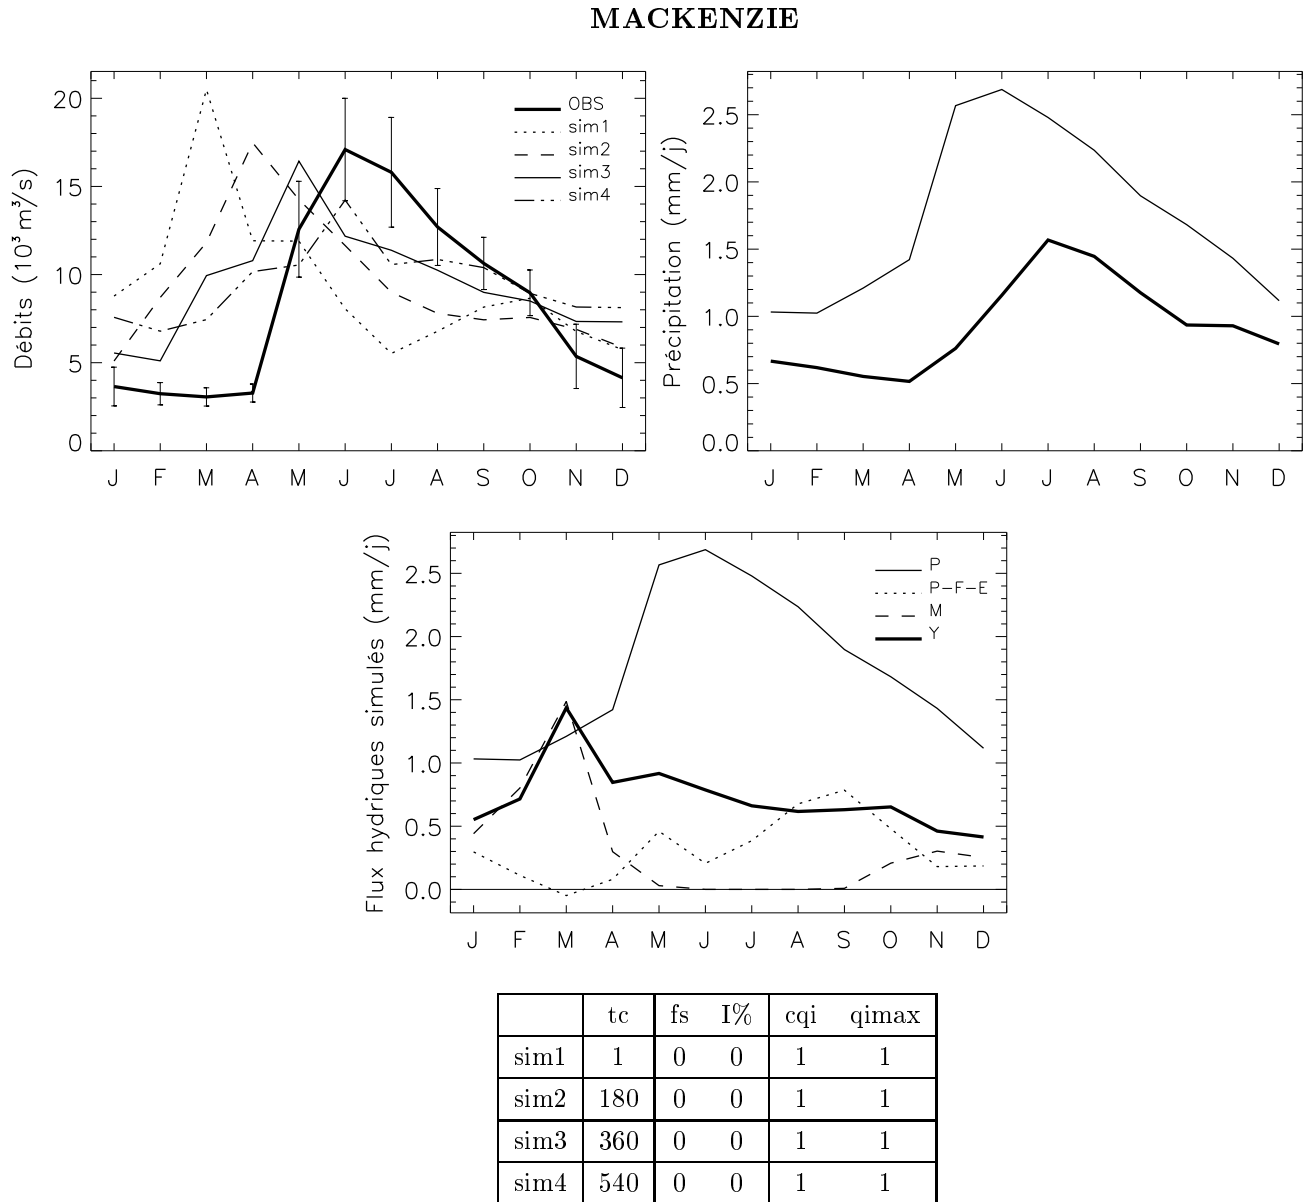 MACKENZIE
Débits (10³ m³/s)
20
15
10
5
0
OBS
sim1
sim2
sim3
sim4
J F M A M J J A S O N D
Précipitation (mm/j)
2.5
2.0
1.5
1.0
0.5
0.0
J F M A M J J A S O N D
Flux hydriques simulés (mm/j)
2.5
2.0
1.5
1.0
0.5
0.0
P
P-F-E
M
Y
J F M A M J J A S O N D
tc fs I% cqi qimax
sim1 1 0 0 1 1
sim2 180 0 0 1 1
sim3 360 0 0 1 1
sim4 540 0 0 1 1